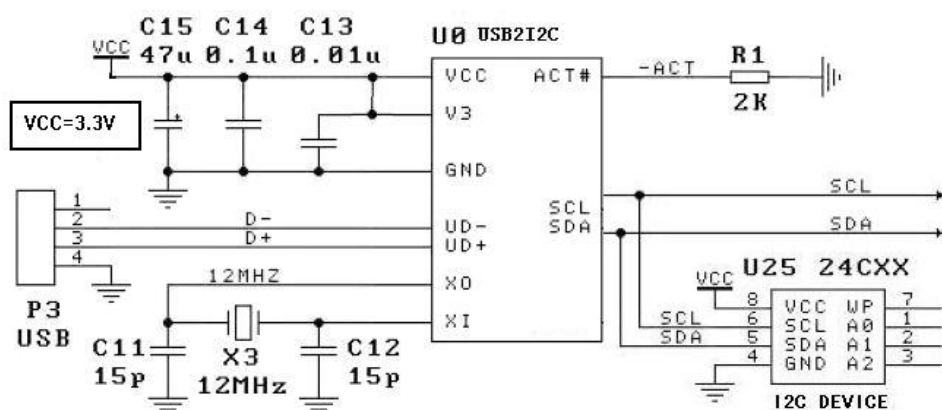 C15 C14 C13
47u 0.1u 0.01u
VCC
VCC=3.3V
U0 USB2I2C
VCC ACT#
V3
GND
SCL
UD- SDA
UD+
XO
XI
-ACT
R1
2K
SCL
SDA
1
2
3
4
D-
D+
P3
USB
12MHZ
C11
15p
X3
12MHz
C12
15p
U25 24CXX
VCC
8 VCC WP 7
SCL 6 SCL A0 1
SDA 5 SDA A1 2
4 GND A2 3
I2C DEVICE